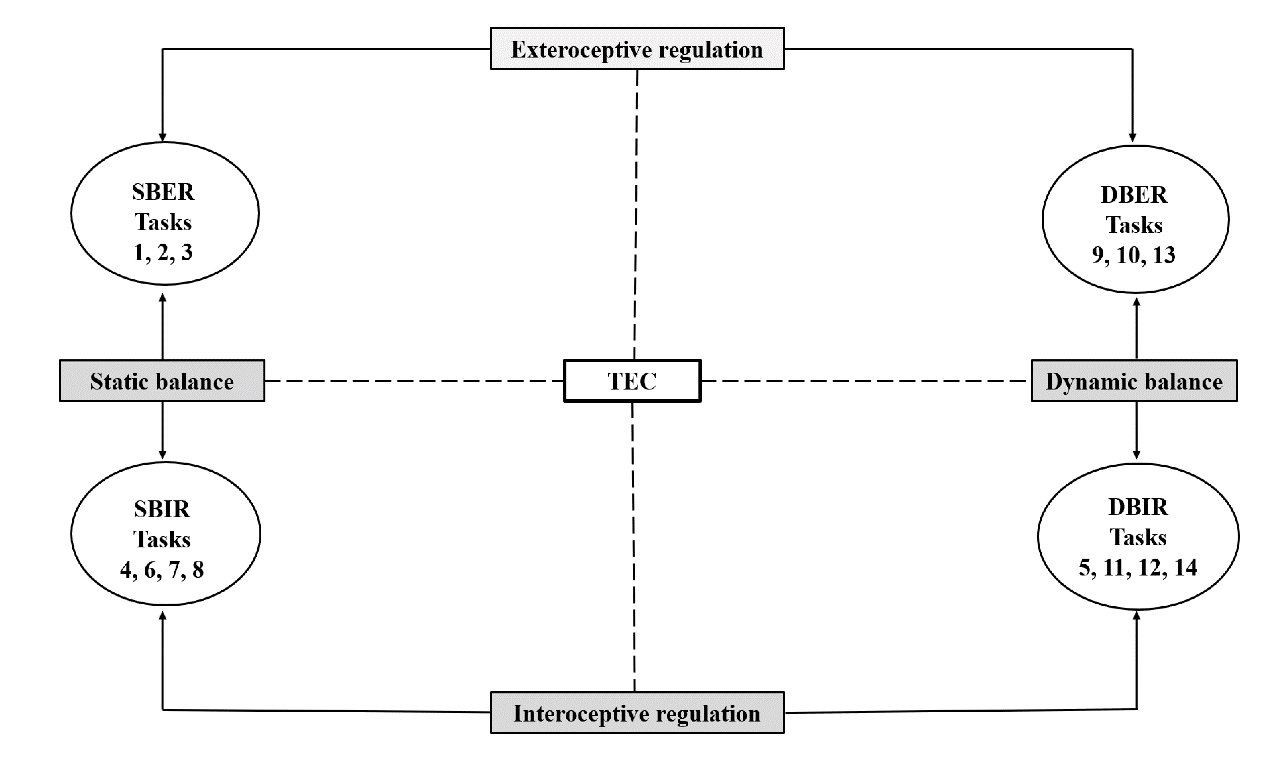 Exteroceptive regulation
SBER
Tasks
1, 2, 3
DBER
Tasks
9, 10, 13
Static balance
TEC
Dynamic balance
SBIR
Tasks
4, 6, 7, 8
DBIR
Tasks
5, 11, 12, 14
Interoceptive regulation